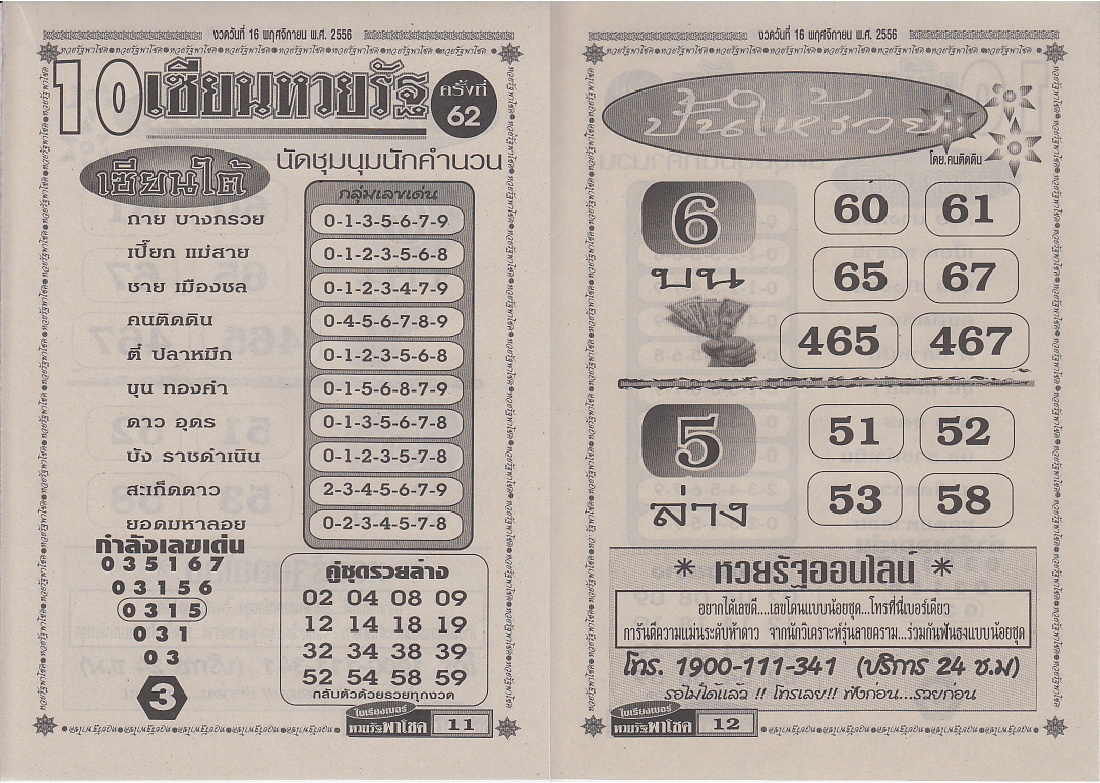 งวดวันที่ 16 พฤศจิกายน พ.ศ. 2556
10 เซียนหวยรัฐ ครั้งที่ 62
นัดชุมนุมนักคำนวน
เซียนใต้
กลุ่มเลขเด่น
กาย บางกรวย 0-1-3-5-6-7-9
เปี๊ยก แม่สาย 0-1-2-3-5-6-8
ชาย เมืองชล 0-1-2-3-4-7-9
คนติดดิน 0-4-5-6-7-8-9
ตี๋ ปลาหมึก 0-1-2-3-5-6-8
ขุน ทองคำ 0-1-5-6-8-7-9
ดาว อุดร 0-1-3-5-6-7-8
บัง ราชดำเนิน 0-1-2-3-5-7-8
สะเก็ดดาว 2-3-4-5-6-7-9
ยอดมหาลอย 0-2-3-4-5-7-8
กำลังเลขเด่น
0 3 5 1 6 7
0 3 1 5 6
0 3 1 5
0 3 1
0 3
3
คู่ชุดรวยล่าง
02 04 08 09
12 14 18 19
32 34 38 39
52 54 58 59
กลับตัวด้วยรวยทุกงวด
ใบเรียงเบอร์
หวยรัฐพาโชค 11
งวดวันที่ 16 พฤศจิกายน พ.ศ. 2556
ปั้นให้รวย
โดย.คนติดดิน
6 บน
60 61
65 67
465 467
5 ล่าง
51 52
53 58
* หวยรัฐออนไลน์ *
อยากได้เลขดี....เลขโดนแบบน้อยชุด...โทรที่นี่เบอร์เดียว
การันตีความแม่นระดับห้าดาว จากนักวิเคราะห์รุ่นลายคราม...ร่วมกันฟันธงแบบน้อยชุด
โทร. 1900-111-341 (บริการ 24 ช.ม)
รอไม่ได้แล้ว !! โทรเลย!! ฟังก่อน...รวยก่อน
ใบเรียงเบอร์
หวยรัฐพาโชค 12